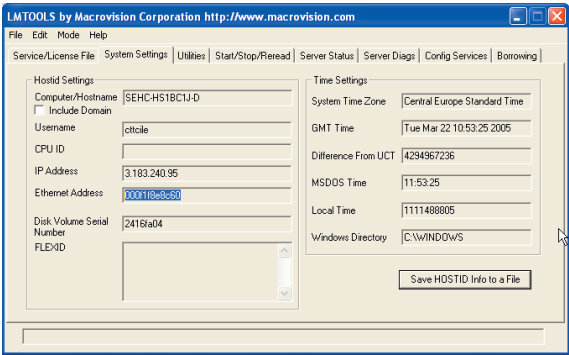 LMTOOLS by Macrovision Corporation http://www.macrovision.com
File Edit Mode Help
Service/License File System Settings Utilities Start/Stop/Reread Server Status Server Diags Config Services Borrowing
Hostid Settings
Computer/Hostname SEHC-HS1BC1J-D
Include Domain
Username cttcile
CPU ID
IP Address 3.183.240.95
Ethernet Address 000f1f8e8c60
Disk Volume Serial Number 2416fa04
FLEXID
Time Settings
System Time Zone Central Europe Standard Time
GMT Time Tue Mar 22 10:53:25 2005
Difference From UCT 4294967236
MSDOS Time 11:53:25
Local Time 1111488805
Windows Directory C:\WINDOWS
Save HOSTID Info to a File